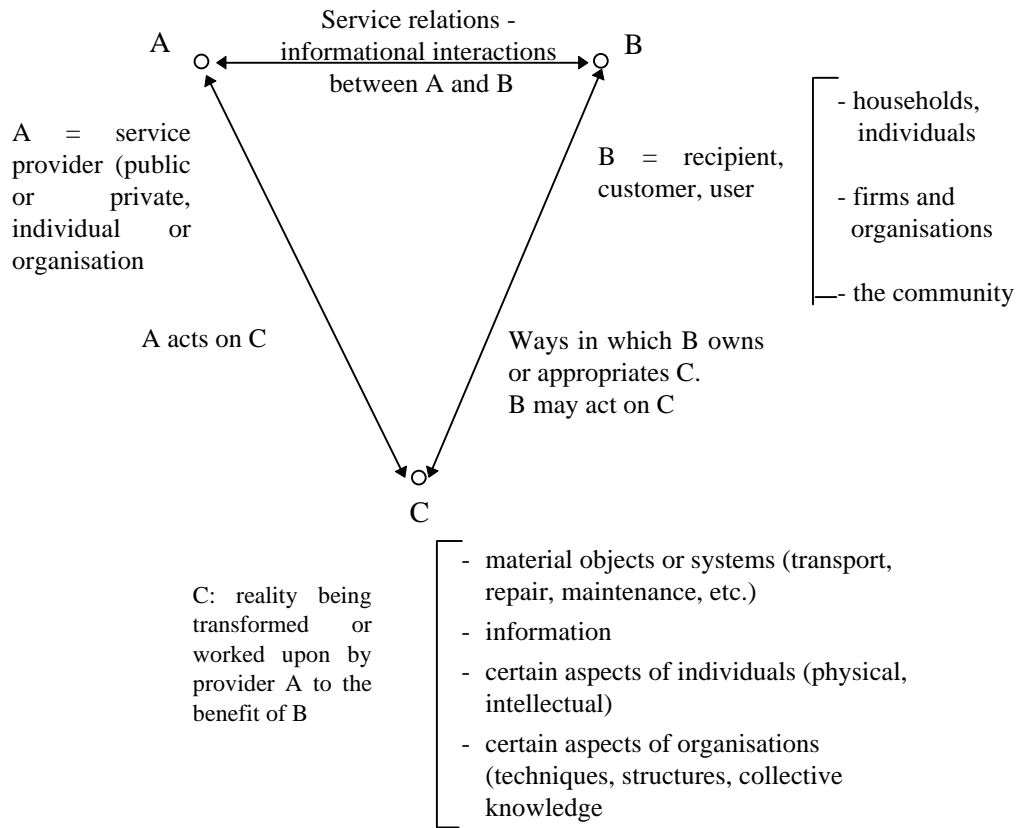 Service relations -
informational interactions
between A and B
A
B
A = service
provider (public
or private,
individual or
organisation
B = recipient,
customer, user
- households,
individuals
- firms and
organisations
- the community
A acts on C
Ways in which B owns
or appropriates C.
B may act on C
C
C: reality being
transformed or
worked upon by
provider A to the
benefit of B
- material objects or systems (transport,
repair, maintenance, etc.)
- information
- certain aspects of individuals (physical,
intellectual)
- certain aspects of organisations
(techniques, structures, collective
knowledge